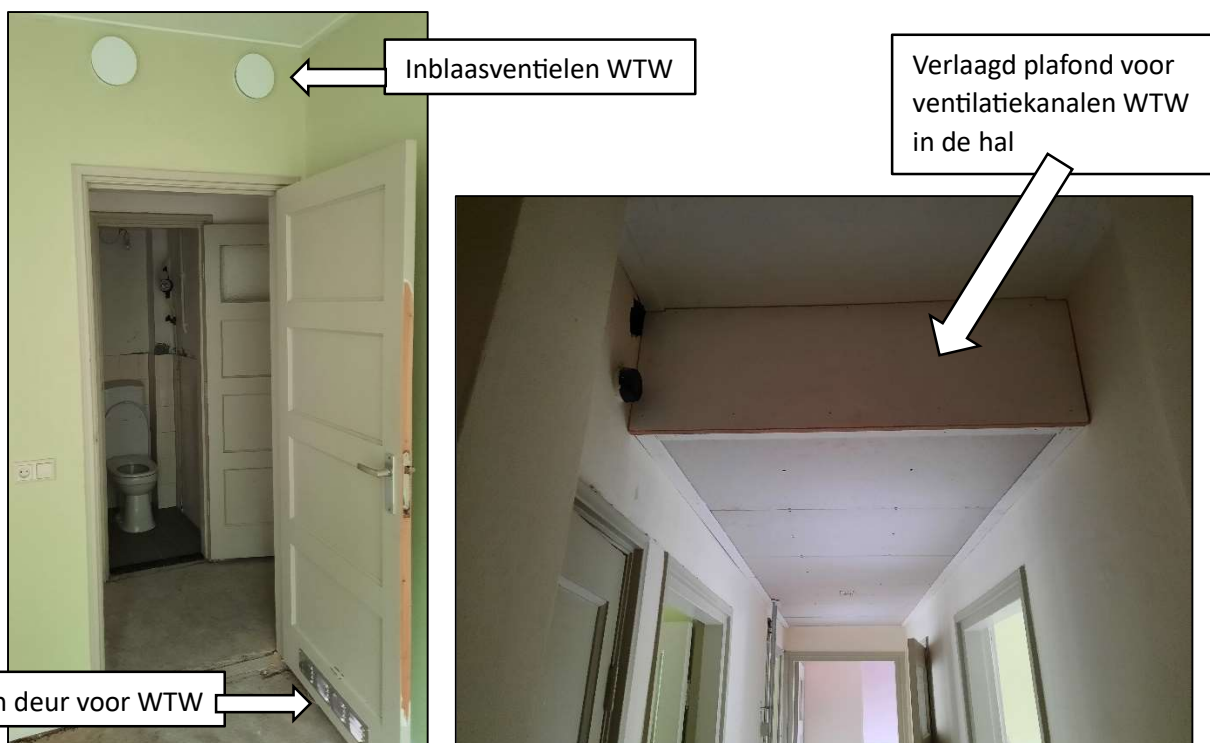 Inblaasventielen WTW
Verlaagd plafond voor
ventilatiekanalen WTW
in de hal
deur voor WTW